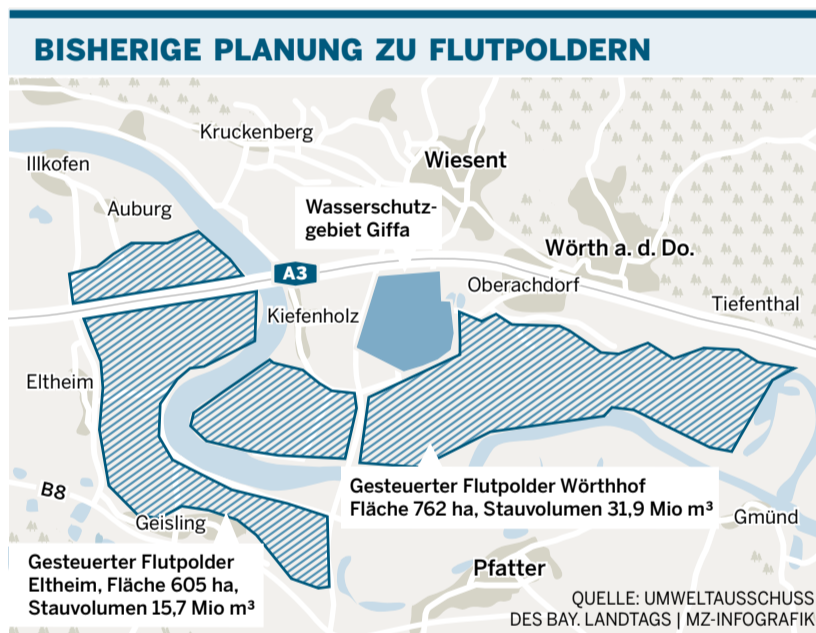 BISHERIGE PLANUNG ZU FLUTPOLDERN
Kruckenberg
Illkofen
Wiesent
Auburg
Wasserschutz-
gebiet Giffa
Wörth a. d. Do.
A3
Oberachdorf
Tiefenthal
Kiefenholz
Eltheim
B8
Gesteuerter Flutpolder Wörthhof
Fläche 762 ha, Stauvolumen 31,9 Mio m³
Geisling
Gmünd
Gesteuerter Flutpolder
Eltheim, Fläche 605 ha,
Stauvolumen 15,7 Mio m³
Pfatter
QUELLE: UMWELTAUSSCHUSS
DES BAY. LANDTAGS | MZ-INFOGRAFIK